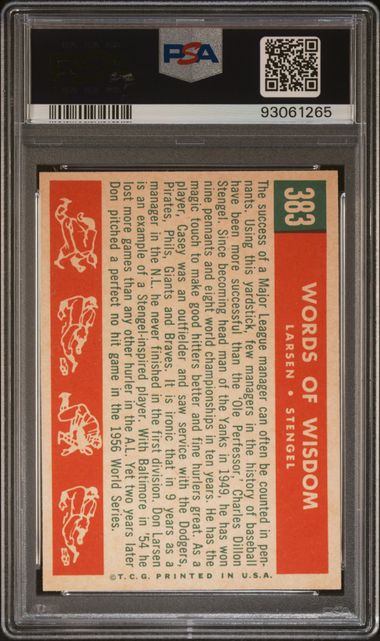 PSA
93061265
383
WORDS OF WISDOM
LARSEN • STENGEL
The success of a Major League manager can often be counted in pen-
nants. Using this yardstick, few managers in the history of baseball
have been more successful than the "Ole Perfessor," Charles Dillon
Stengel. Since becoming head man of the Yanks in 1949, he has won
nine pennants and eight world championships in ten years. He has the
magic touch to make good hitters better and fine hurlers great. As a
player, Casey was an outfielder and saw service with the Dodgers,
Pirates, Phils, Giants and Braves. It is ironic that in 9 years as a
manager in the N.L. he never finished in the first division. Don Larsen
is an example of a Stengel-inspired player. With Baltimore in '54 he
lost more games than any other hurler in the A.L. Yet two years later
Don pitched a perfect no hit game in the 1956 World Series.
©T.C.G. PRINTED IN U.S.A.